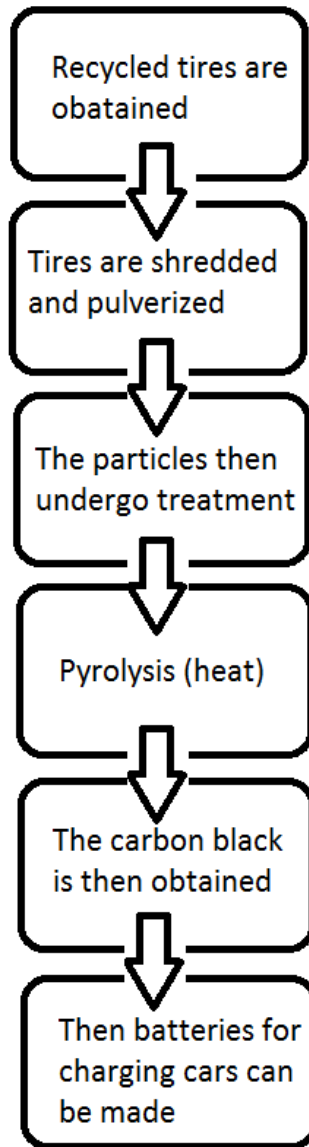 Recycled tires are
obatained
Tires are shredded
and pulverized
The particles then
undergo treatment
Pyrolysis (heat)
The carbon black
is then obtained
Then batteries for
charging cars can
be made